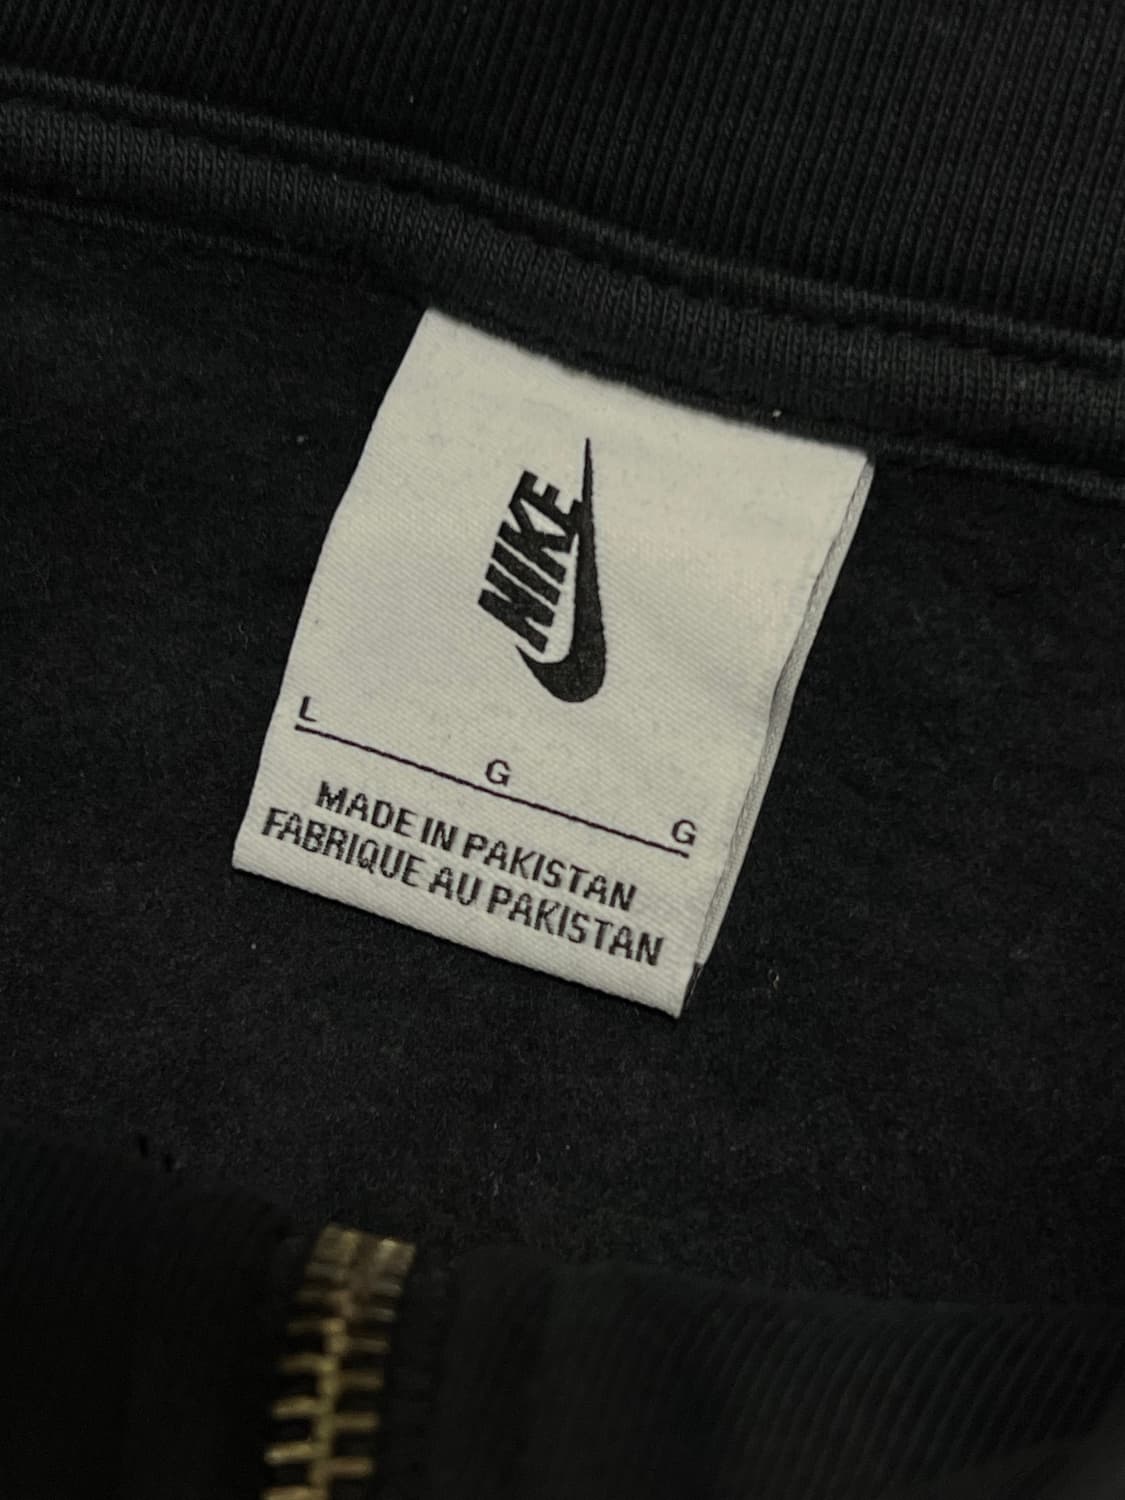 NIKE
L
G
G
MADE IN PAKISTAN
FABRIQUE AU PAKISTAN